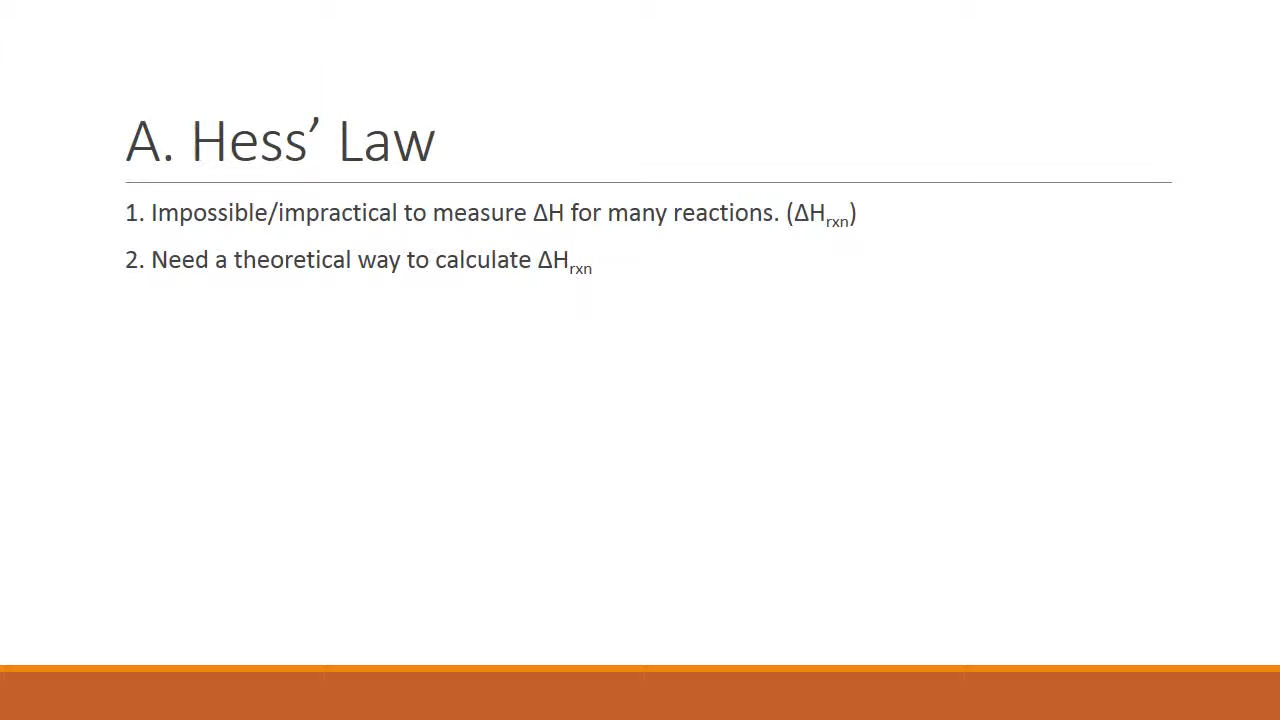 A. Hess’ Law
1. Impossible/impractical to measure ΔH for many reactions. (ΔHrxn)
2. Need a theoretical way to calculate ΔHrxn